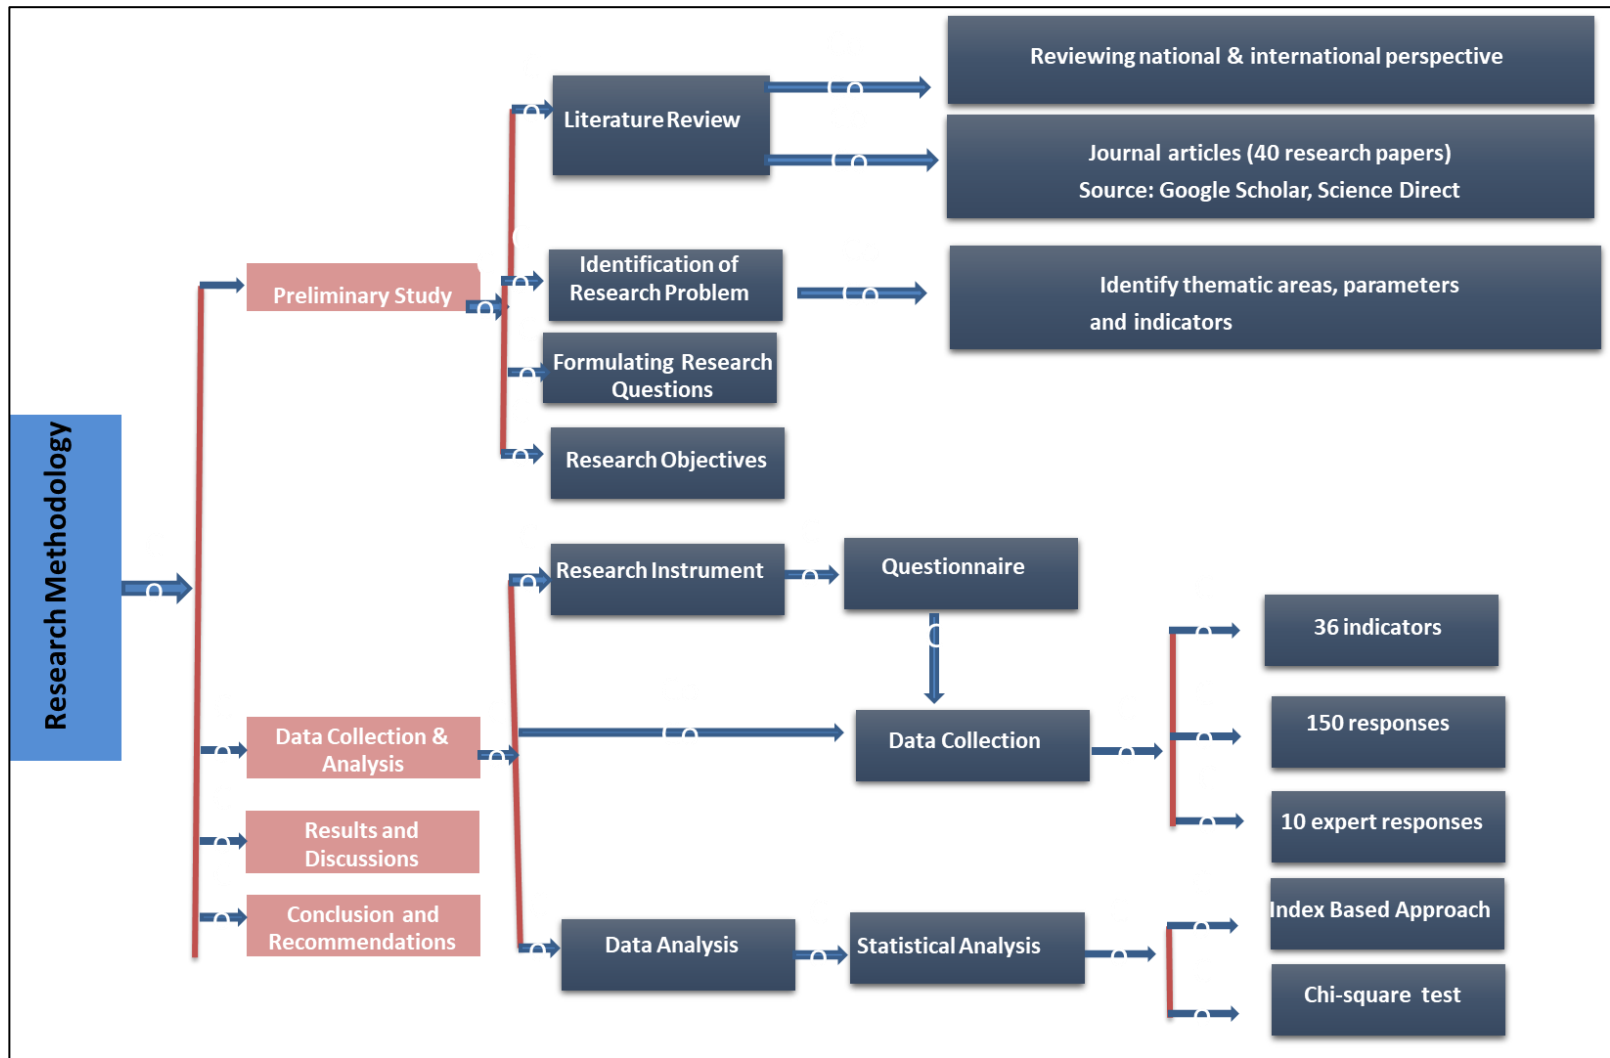 Research Methodology
Preliminary Study
Literature Review
Reviewing national & international perspective
Journal articles (40 research papers)
Source: Google Scholar, Science Direct
Identification of
Research Problem
Identify thematic areas, parameters
and indicators
Formulating Research
Questions
Research Objectives
Data Collection &
Analysis
Research Instrument
Questionnaire
Data Collection
36 indicators
150 responses
10 expert responses
Data Analysis
Statistical Analysis
Index Based Approach
Chi-square test
Results and
Discussions
Conclusion and
Recommendations